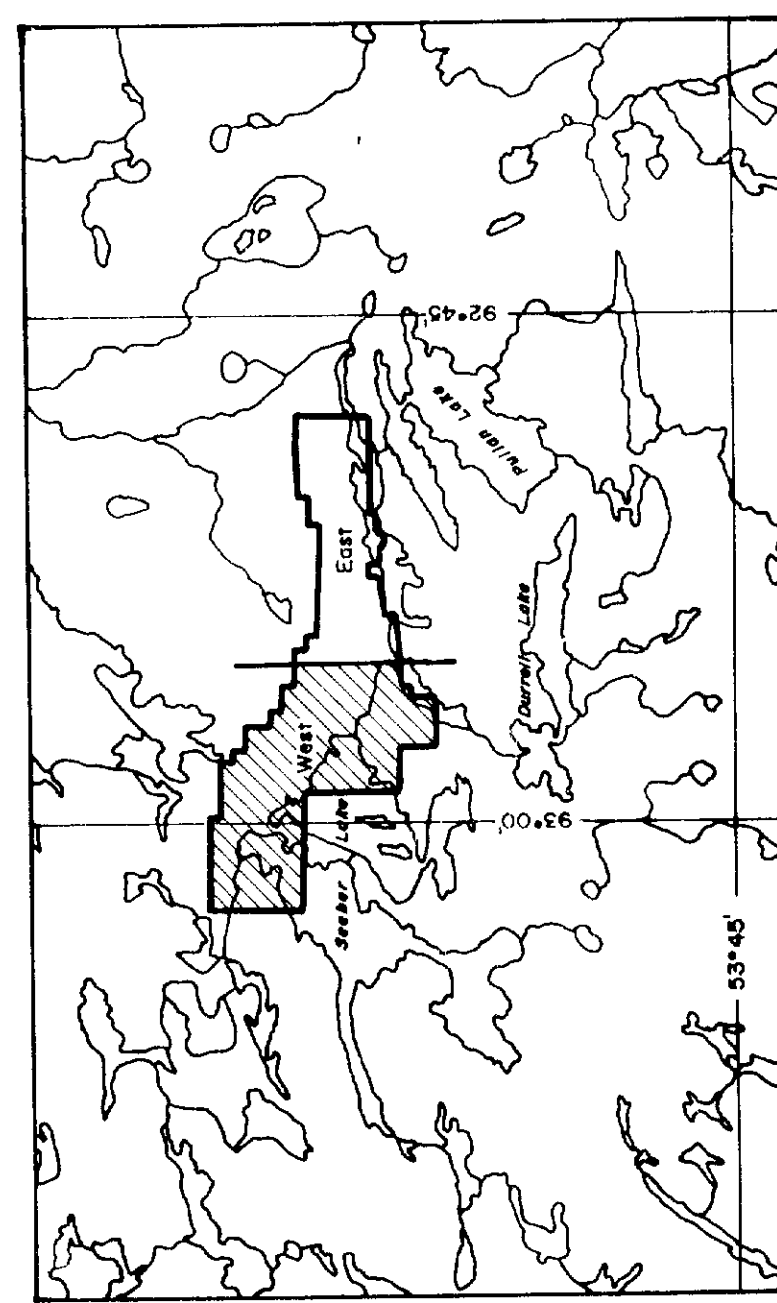 92°45'
Pullan Lake
East
Durrell Lake
West
93°00'
Seeber Lake
53°45'